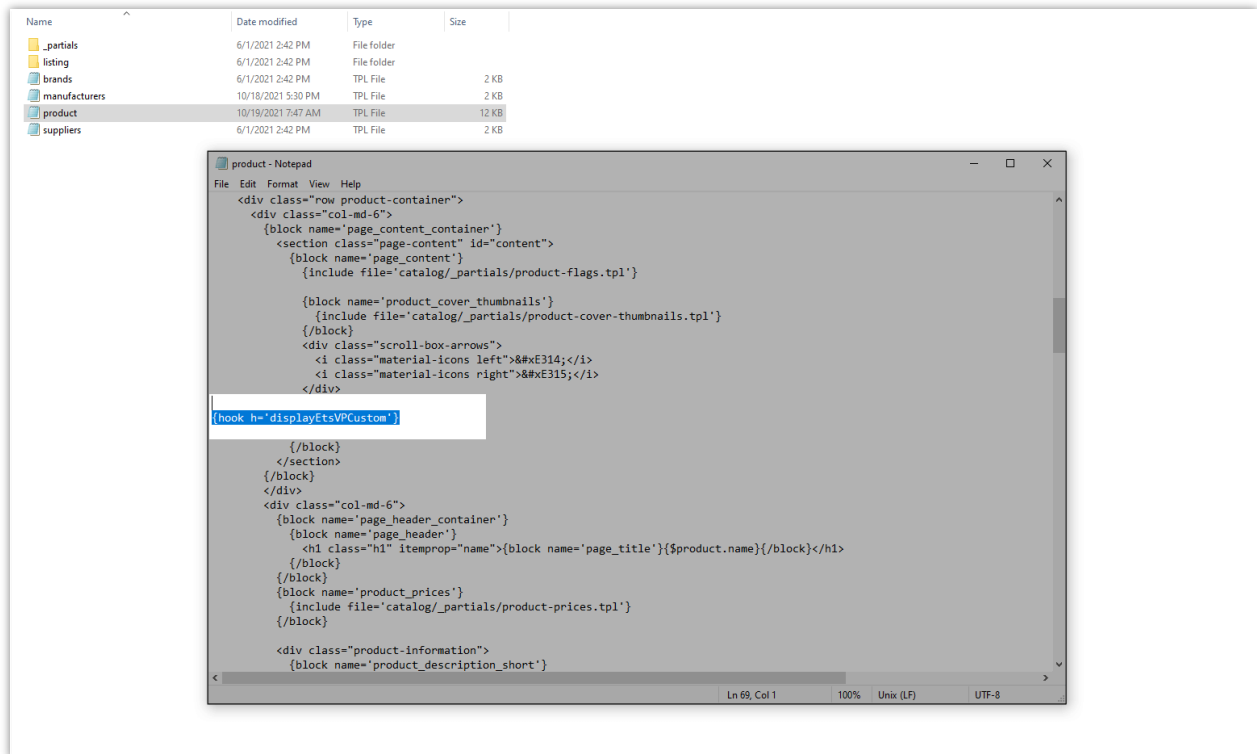 Name Date modified Type Size
_partials 6/1/2021 2:42 PM File folder
listing 6/1/2021 2:42 PM File folder
brands 6/1/2021 2:42 PM TPL File 2 KB
manufacturers 10/18/2021 5:30 PM TPL File 2 KB
product 10/19/2021 7:47 AM TPL File 12 KB
suppliers 6/1/2021 2:42 PM TPL File 2 KB
product - Notepad
File Edit Format View Help
<div class="row product-container">
<div class="col-md-6">
{block name='page_content_container'}
<section class="page-content" id="content">
{block name='page_content'}
{include file='catalog/_partials/product-flags.tpl'}
{block name='product_cover_thumbnails'}
{include file='catalog/_partials/product-cover-thumbnails.tpl'}
{/block}
<div class="scroll-box-arrows">
<i class="material-icons left">&#xE314;</i>
<i class="material-icons right">&#xE315;</i>
</div>
{hook h='displayEtsVPCustom'}
{/block}
</section>
{/block}
</div>
<div class="col-md-6">
{block name='page_header_container'}
{block name='page_header'}
<h1 class="h1" itemprop="name">{block name='page_title'}{$product.name}{/block}</h1>
{/block}
{/block}
{block name='product_prices'}
{include file='catalog/_partials/product-prices.tpl'}
{/block}
<div class="product-information">
{block name='product_description_short'}
Ln 69, Col 1 100% Unix (LF) UTF-8